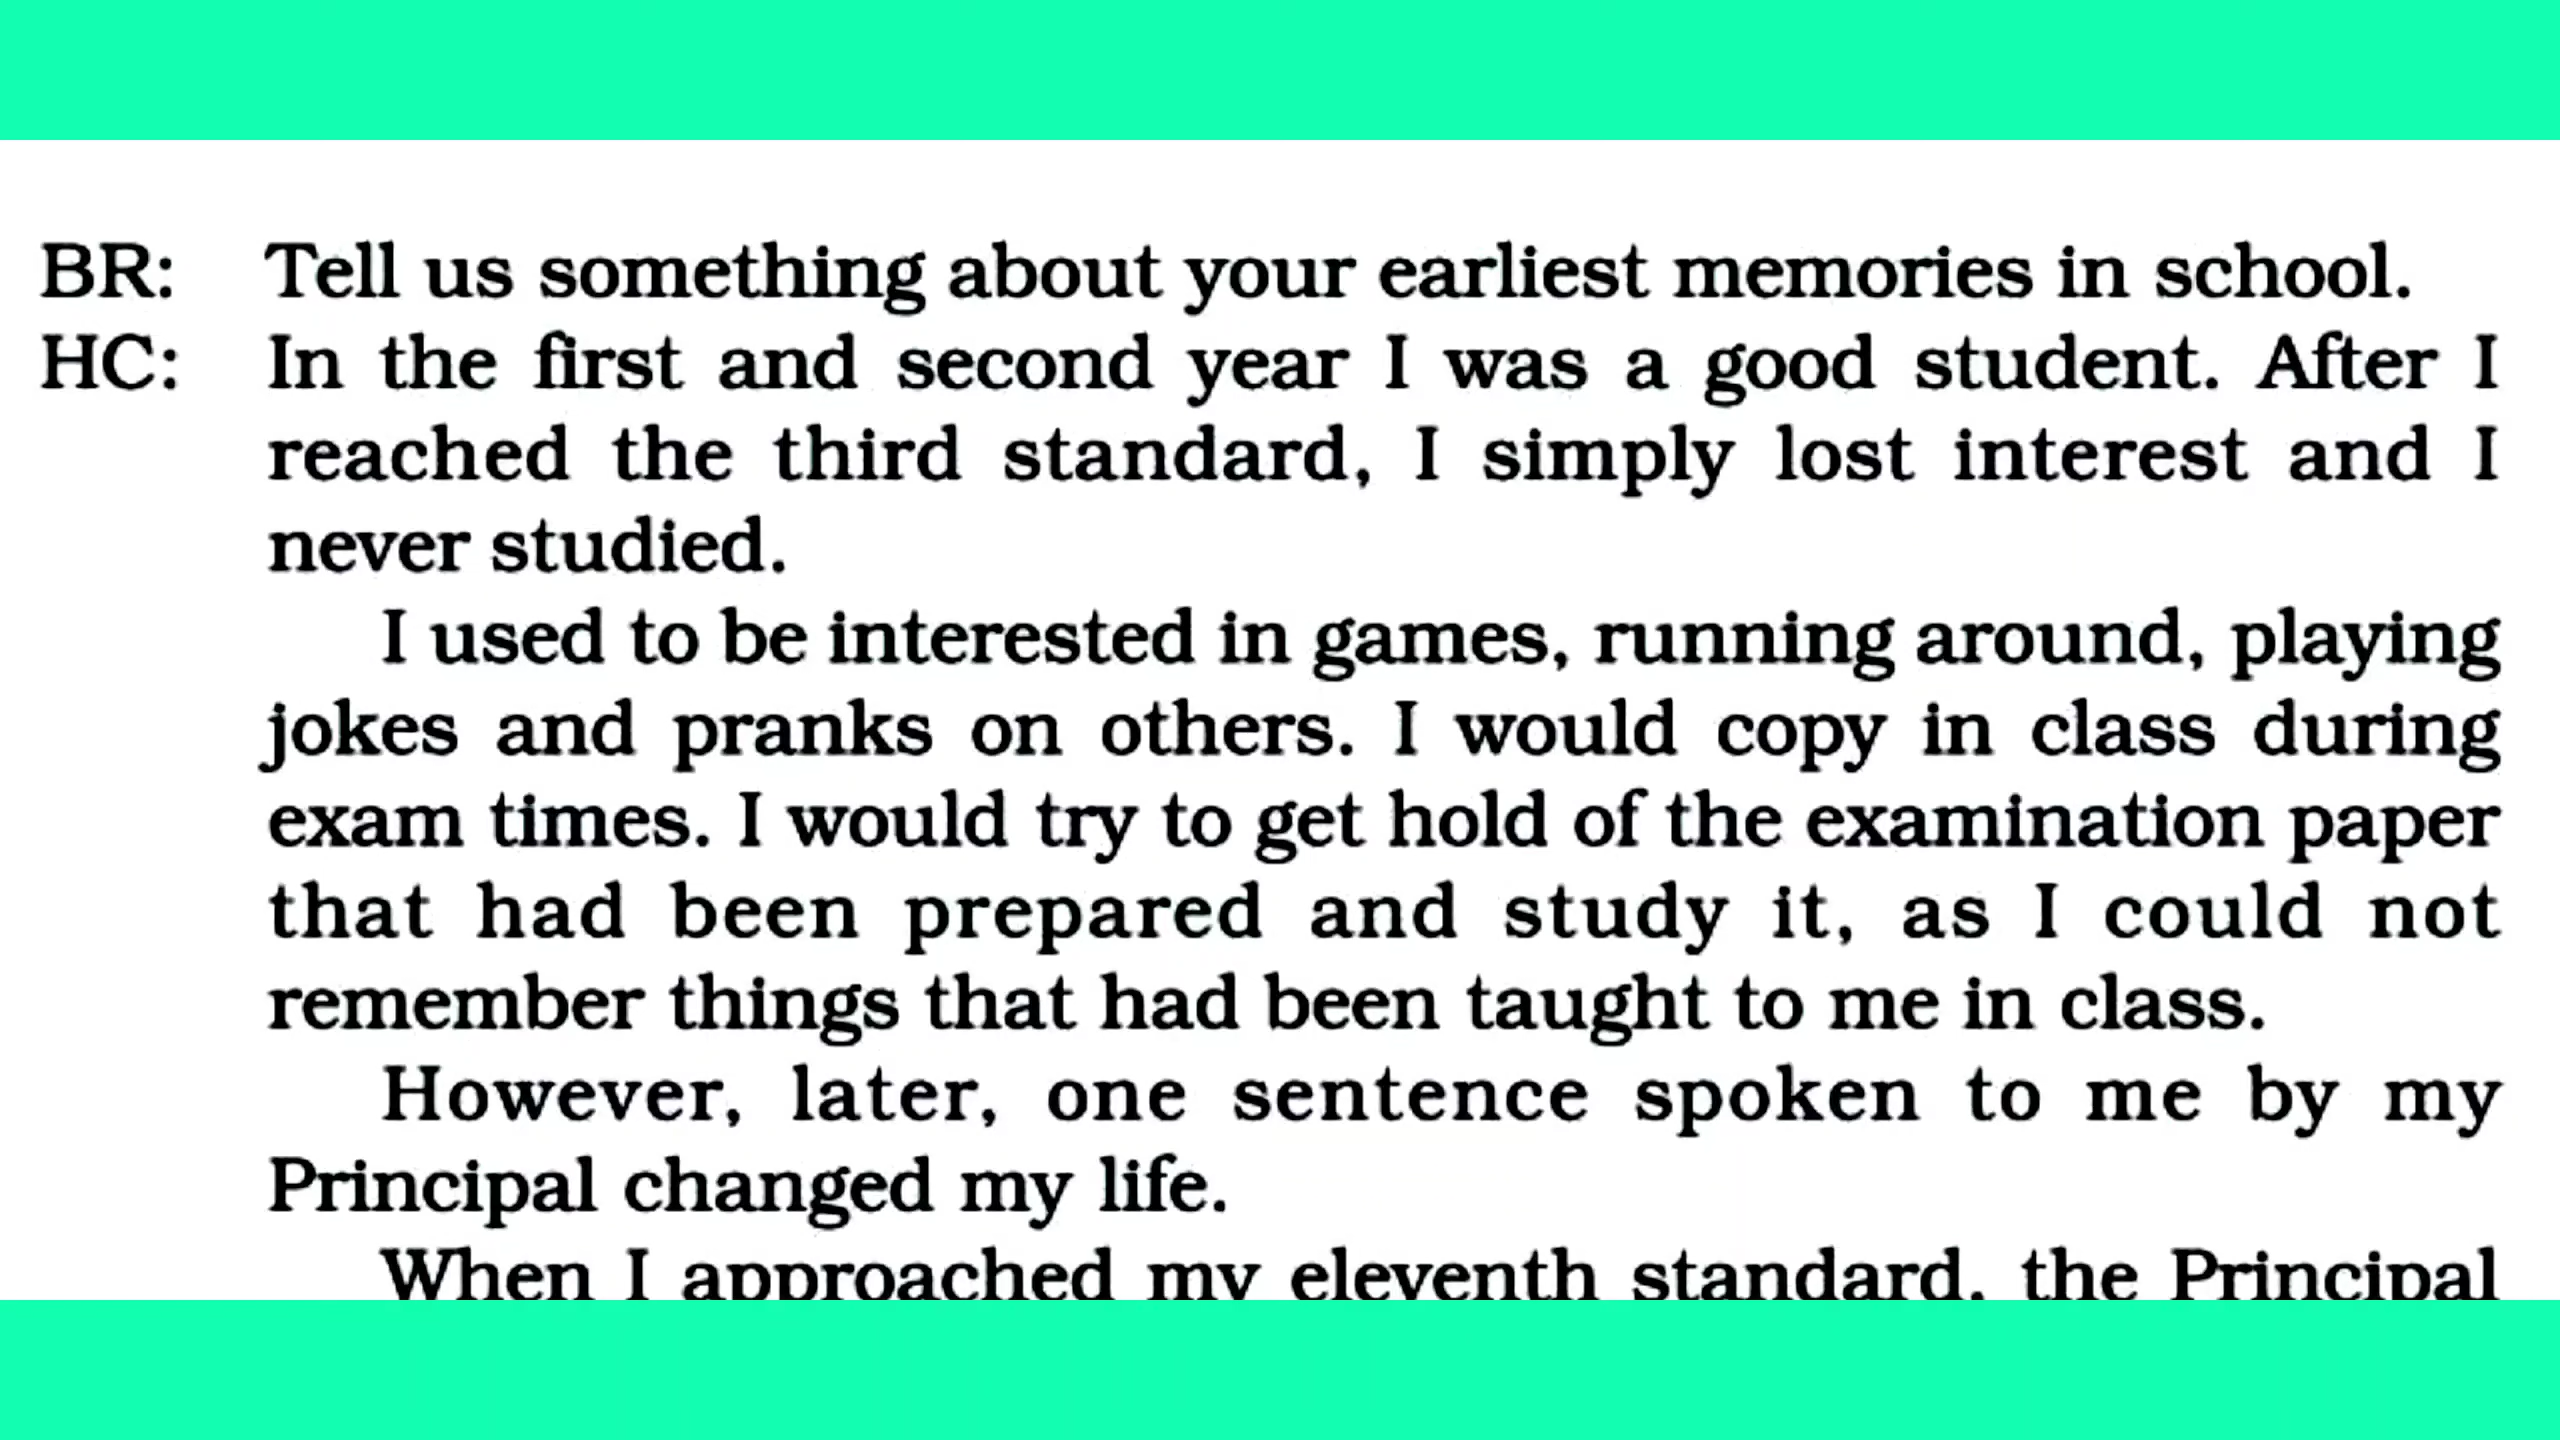 BR: Tell us something about your earliest memories in school.
HC: In the first and second year I was a good student. After I
reached the third standard, I simply lost interest and I
never studied.
I used to be interested in games, running around, playing
jokes and pranks on others. I would copy in class during
exam times. I would try to get hold of the examination paper
that had been prepared and study it, as I could not
remember things that had been taught to me in class.
However, later, one sentence spoken to me by my
Principal changed my life.
When I approached my eleventh standard, the Principal